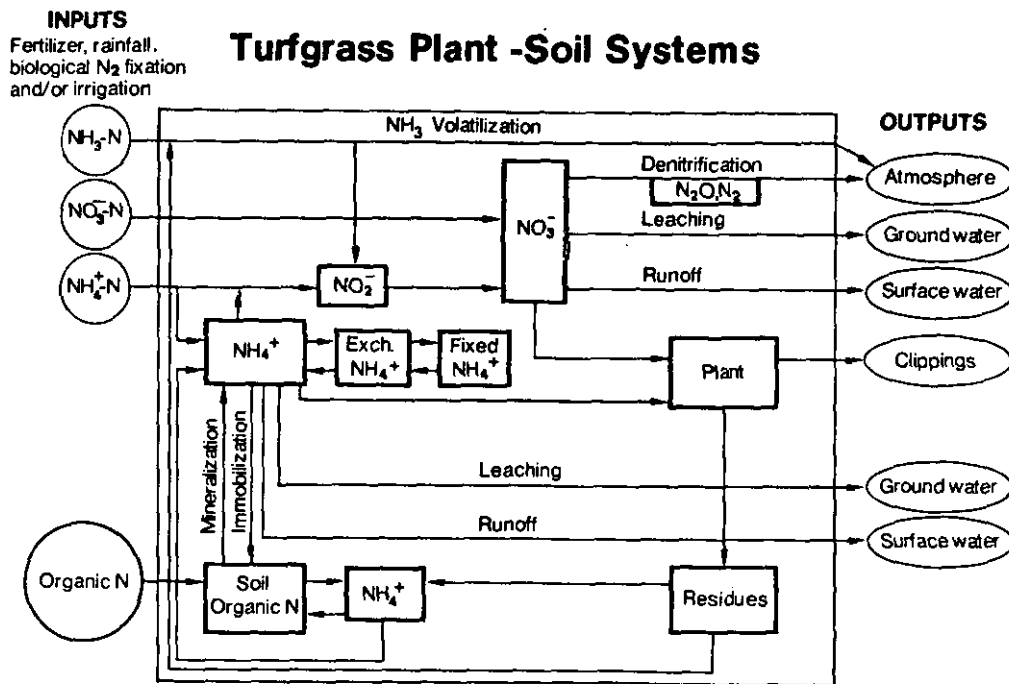 INPUTS
Fertilizer, rainfall,
biological N₂ fixation
and/or irrigation
Turfgrass Plant -Soil Systems
OUTPUTS
NH₃-N
NH₃ Volatilization
Denitrification
N₂O,N₂
Atmosphere
NO₃⁻-N
NO₃⁻
Leaching
Ground water
NH₄⁺-N
NO₂⁻
Runoff
Surface water
NH₄⁺
Exch.
NH₄⁺
Fixed
NH₄⁺
Plant
Clippings
Mineralization
Immobilization
Leaching
Ground water
Runoff
Surface water
Organic N
Soil
Organic N
NH₄⁺
Residues